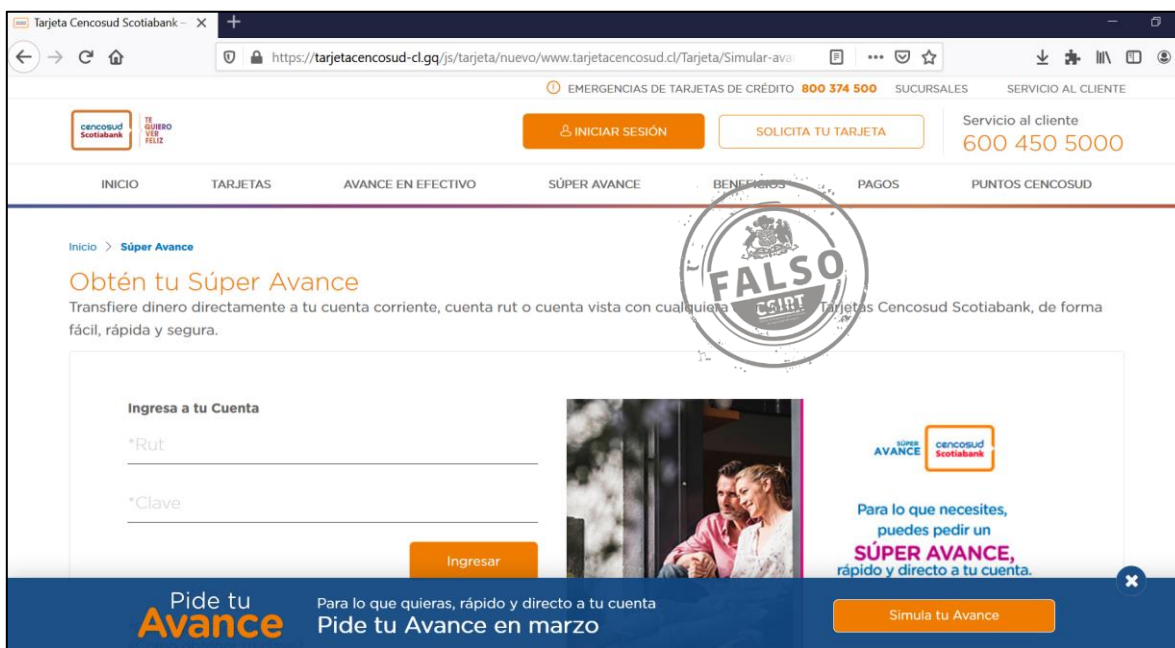 Tarjeta Cencosud Scotiabank –
https://tarjetacencosud-cl.gq/js/tarjeta/nuevo/www.tarjetacencosud.cl/Tarjeta/Simular-ava
EMERGENCIAS DE TARJETAS DE CRÉDITO 800 374 500 SUCURSALES SERVICIO AL CLIENTE
cencosud
Scotiabank
TE
QUIERO
VER
FELIZ
INICIAR SESIÓN
SOLICITA TU TARJETA
Servicio al cliente
600 450 5000
INICIO TARJETAS AVANCE EN EFECTIVO SÚPER AVANCE BENEFICIOS PAGOS PUNTOS CENCOSUD
Inicio > Súper Avance
Obtén tu Súper Avance
Transfiere dinero directamente a tu cuenta corriente, cuenta rut o cuenta vista con cualquiera Tarjetas Cencosud Scotiabank, de forma
fácil, rápida y segura.
FALSO
CSIRT
Ingresa a tu Cuenta
*Rut
*Clave
Ingresar
SÚPER
AVANCE
cencosud
Scotiabank
Para lo que necesites,
puedes pedir un
SÚPER AVANCE,
rápido y directo a tu cuenta.
Pide tu
Avance
Para lo que quieras, rápido y directo a tu cuenta
Pide tu Avance en marzo
Simula tu Avance